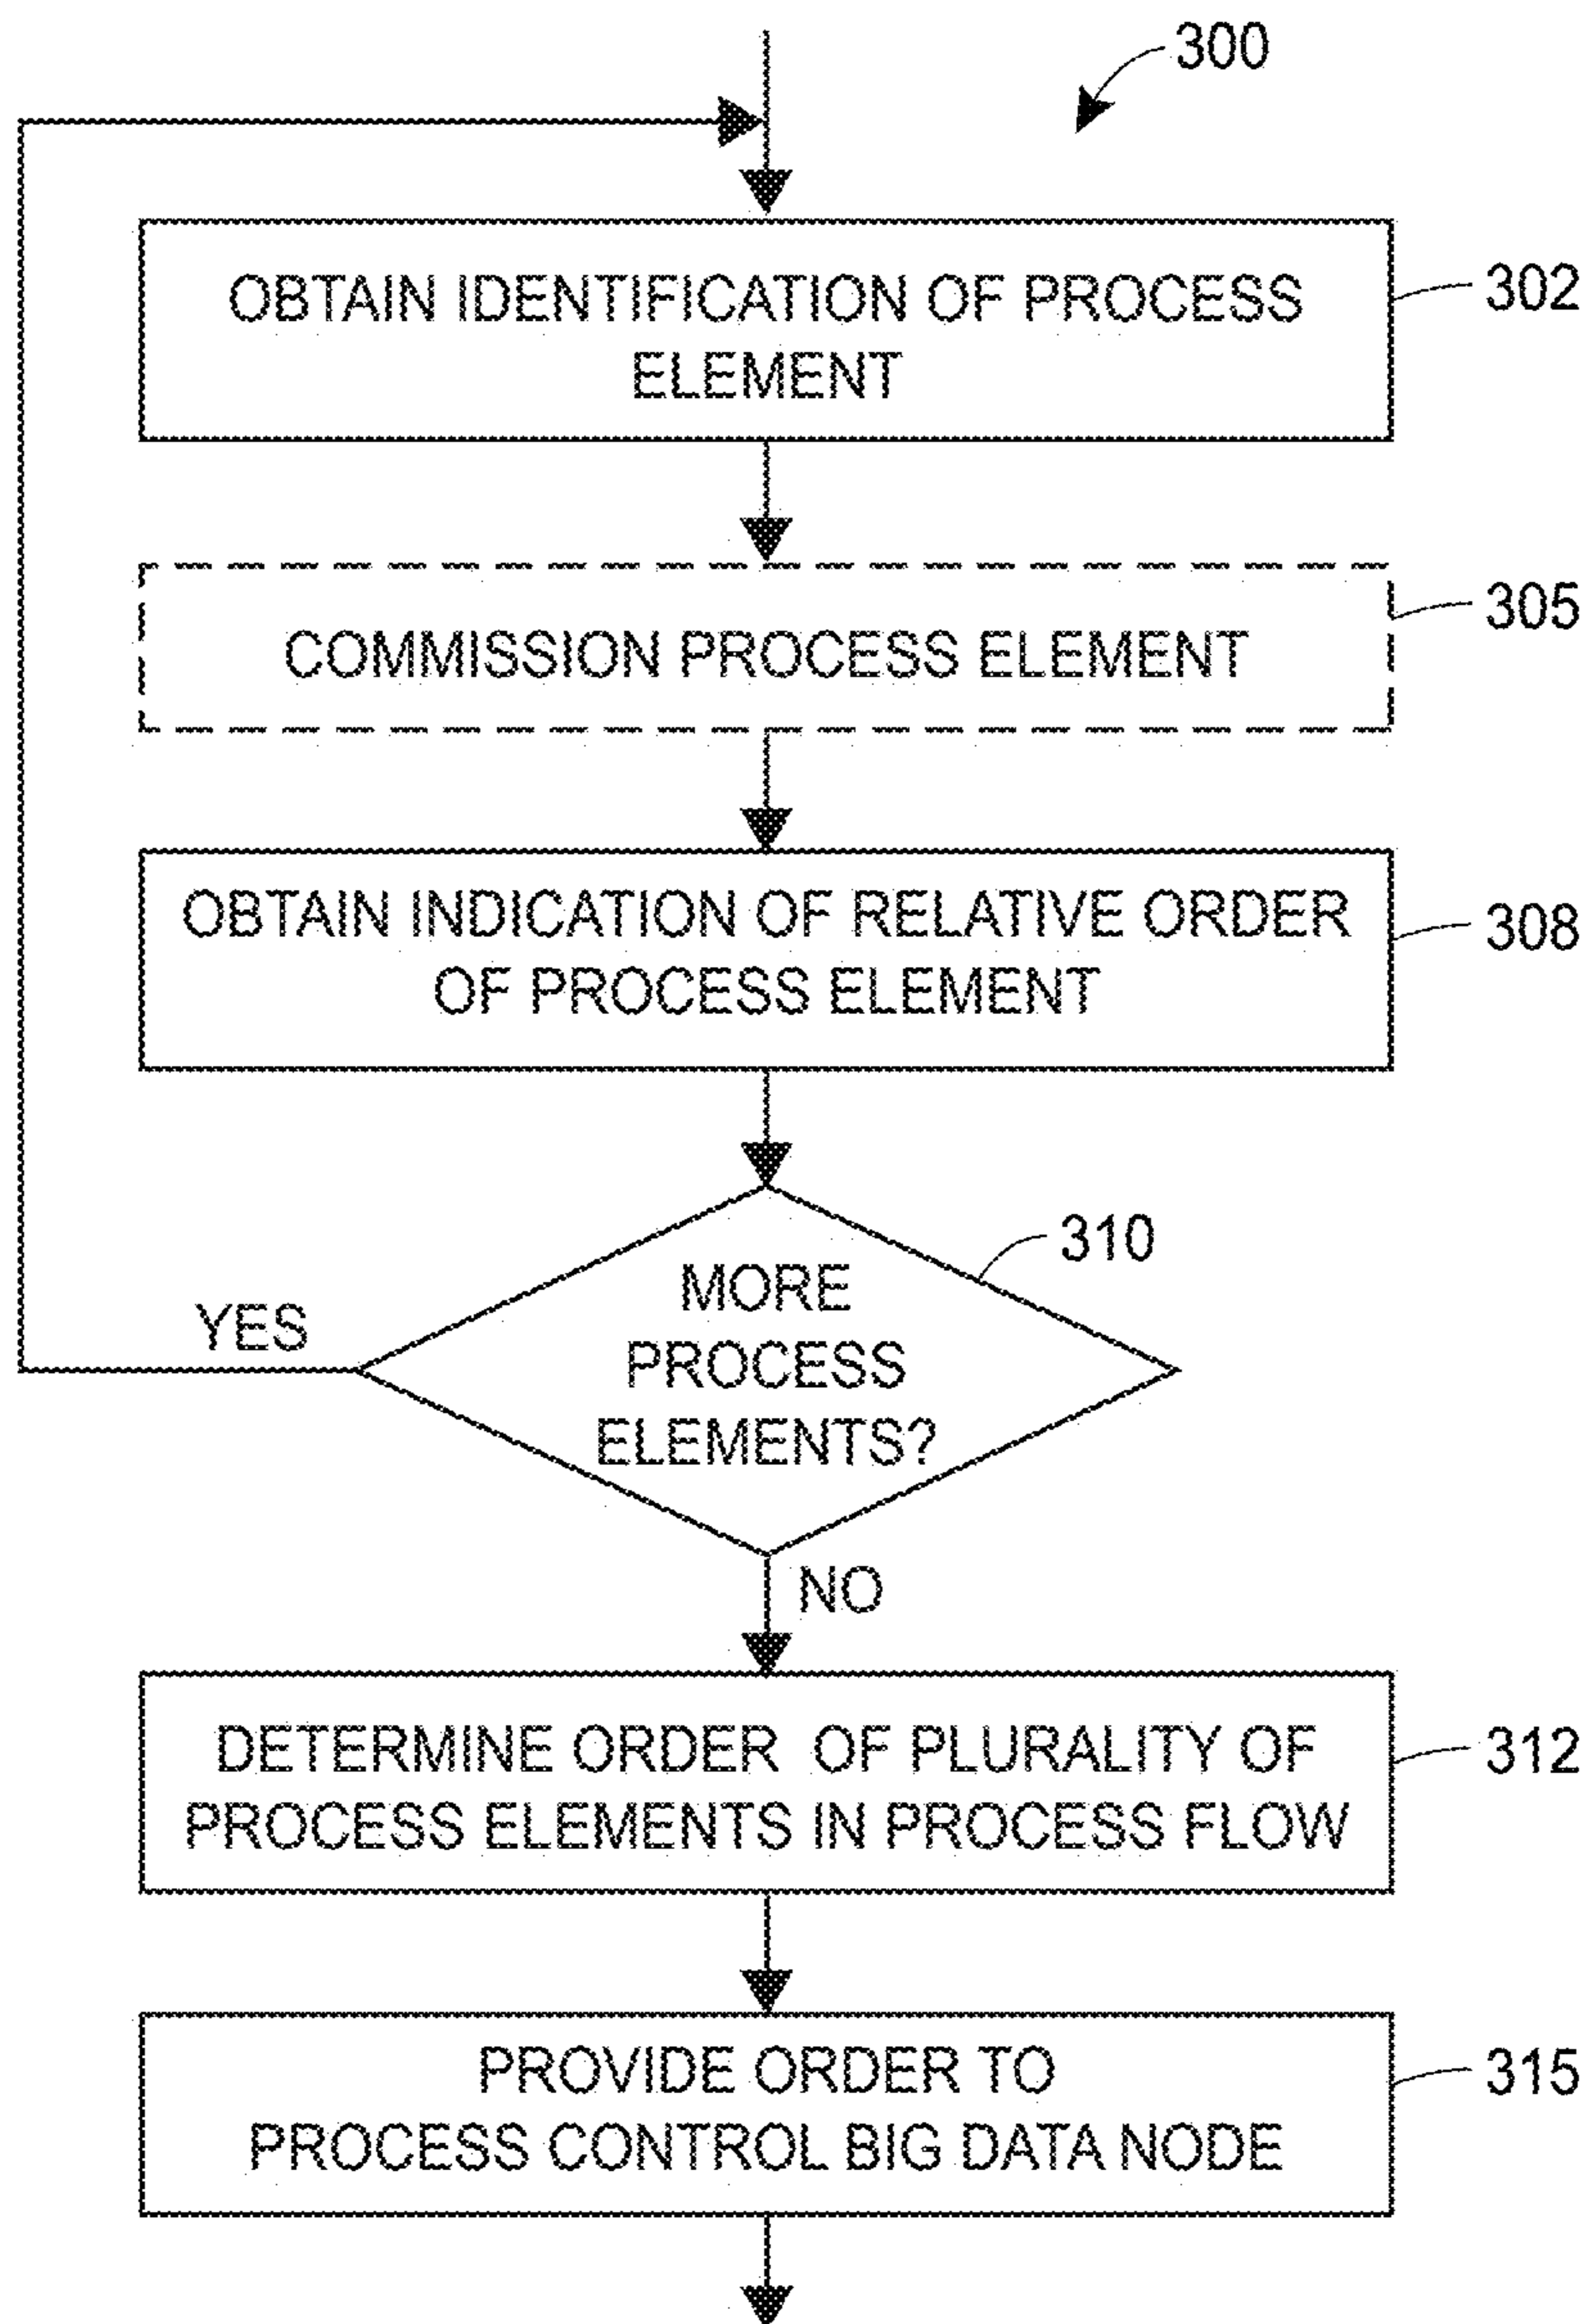 300
OBTAIN IDENTIFICATION OF PROCESS
ELEMENT
302
COMMISSION PROCESS ELEMENT
305
OBTAIN INDICATION OF RELATIVE ORDER
OF PROCESS ELEMENT
308
310
MORE
PROCESS
ELEMENTS?
YES
NO
DETERMINE ORDER OF PLURALITY OF
PROCESS ELEMENTS IN PROCESS FLOW
312
PROVIDE ORDER TO
PROCESS CONTROL BIG DATA NODE
315